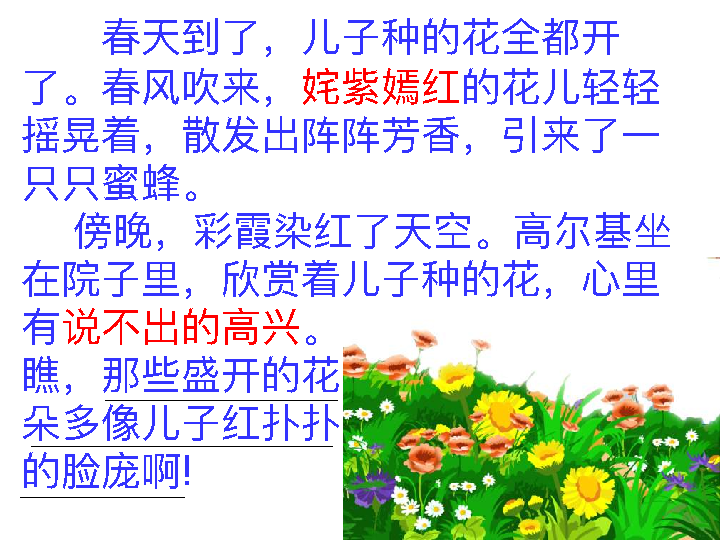 春天到了，儿子种的花全都开
了。春风吹来，姹紫嫣红的花儿轻轻
摇晃着，散发出阵阵芳香，引来了一
只只蜜蜂。
傍晚，彩霞染红了天空。高尔基坐
在院子里，欣赏着儿子种的花，心里
有说不出的高兴。
瞧，那些盛开的花
朵多像儿子红扑扑
的脸庞啊!